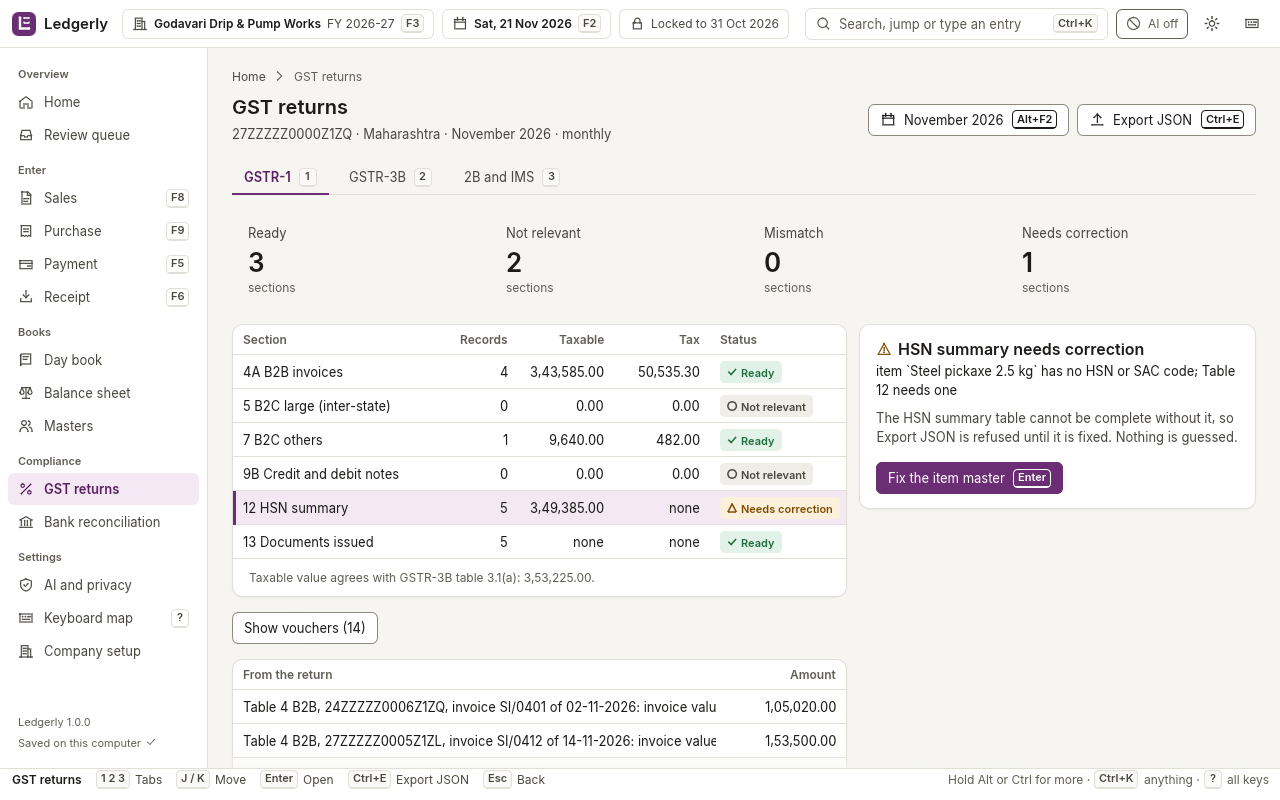 Ledgerly
Godavari Drip & Pump Works FY 2026-27 F3
Sat, 21 Nov 2026 F2
Locked to 31 Oct 2026
Search, jump or type an entry Ctrl+K
AI off
Overview
Home
Review queue
Enter
Sales F8
Purchase F9
Payment F5
Receipt F6
Books
Day book
Balance sheet
Masters
Compliance
GST returns
Bank reconciliation
Settings
AI and privacy
Keyboard map ?
Company setup
Ledgerly 1.0.0
Saved on this computer
Home GST returns
GST returns
27ZZZZZ0000Z1ZQ · Maharashtra · November 2026 · monthly
November 2026 Alt+F2
Export JSON Ctrl+E
GSTR-1 1 GSTR-3B 2 2B and IMS 3
Ready Not relevant Mismatch Needs correction
3 2 0 1
sections sections sections sections
Section Records Taxable Tax Status
4A B2B invoices 4 3,43,585.00 50,535.30 Ready
5 B2C large (inter-state) 0 0.00 0.00 Not relevant
7 B2C others 1 9,640.00 482.00 Ready
9B Credit and debit notes 0 0.00 0.00 Not relevant
12 HSN summary 5 3,49,385.00 none Needs correction
13 Documents issued 5 none none Ready
Taxable value agrees with GSTR-3B table 3.1(a): 3,53,225.00.
HSN summary needs correction
item `Steel pickaxe 2.5 kg` has no HSN or SAC code; Table
12 needs one
The HSN summary table cannot be complete without it, so
Export JSON is refused until it is fixed. Nothing is guessed.
Fix the item master Enter
Show vouchers (14)
From the return Amount
Table 4 B2B, 24ZZZZZ0006Z1ZQ, invoice SI/0401 of 02-11-2026: invoice valu 1,05,020.00
Table 4 B2B, 27ZZZZZ0005Z1ZL, invoice SI/0412 of 14-11-2026: invoice value 1,53,500.00
GST returns 1 2 3 Tabs J / K Move Enter Open Ctrl+E Export JSON Esc Back
Hold Alt or Ctrl for more · Ctrl+K anything · ? all keys